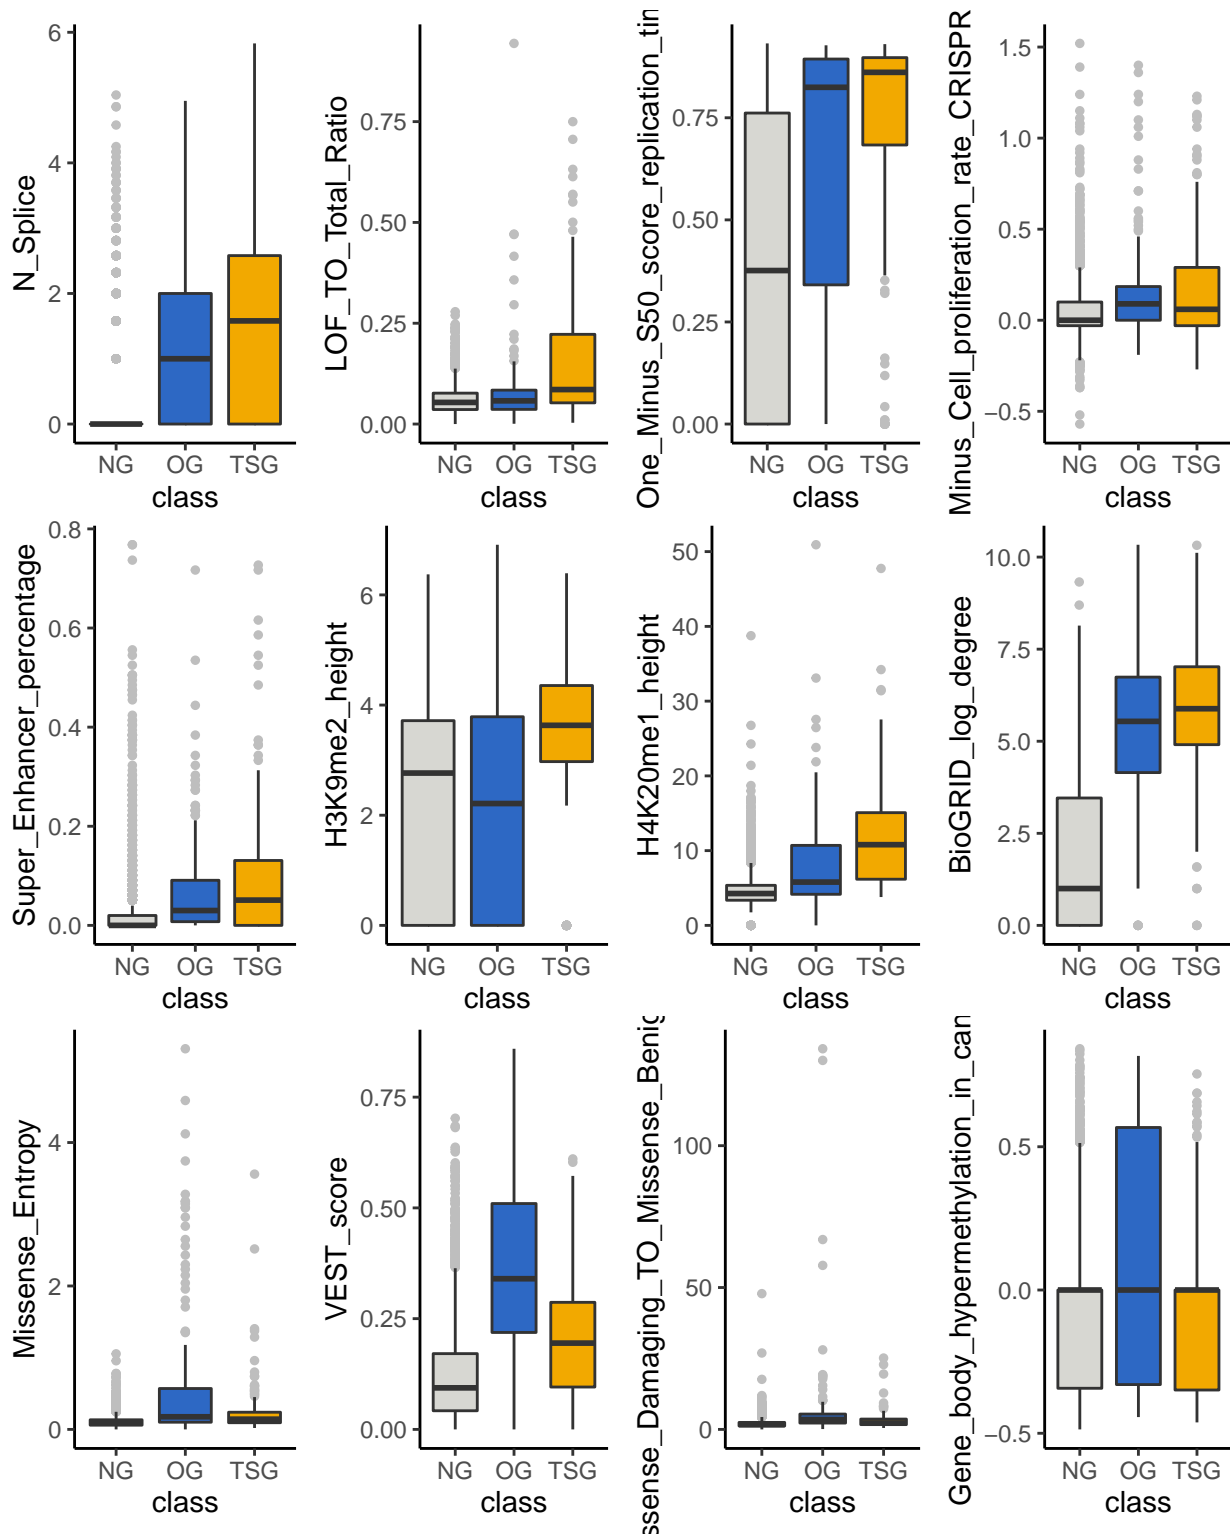 N_Splice
6
4
2
0
NG OG TSG
class
LOF_TO_Total_Ratio
0.75
0.50
0.25
0.00
NG OG TSG
class
One_Minus_S50_score_replication_tin
0.75
0.50
0.25
0.00
NG OG TSG
class
Minus_Cell_proliferation_rate_CRISPR
1.5
1.0
0.5
0.0
−0.5
NG OG TSG
class
Super_Enhancer_percentage
0.8
0.6
0.4
0.2
0.0
NG OG TSG
class
H3K9me2_height
6
4
2
0
NG OG TSG
class
H4K20me1_height
50
40
30
20
10
0
NG OG TSG
class
BioGRID_log_degree
10.0
7.5
5.0
2.5
0.0
NG OG TSG
class
Missense_Entropy
4
2
0
NG OG TSG
class
VEST_score
0.75
0.50
0.25
0.00
NG OG TSG
class
ssense_Damaging_TO_Missense_Benig
100
50
0
NG OG TSG
class
Gene_body_hypermethylation_in_can
0.5
0.0
−0.5
NG OG TSG
class